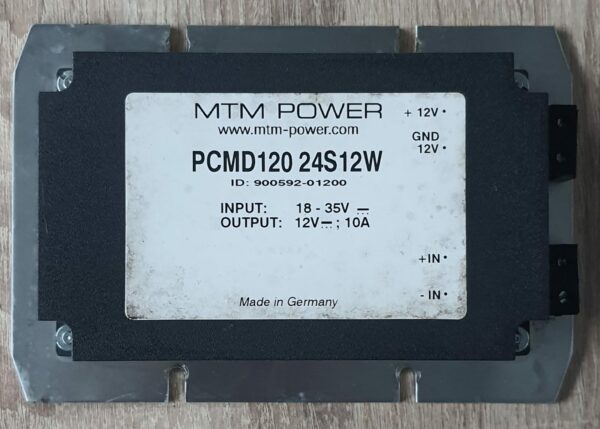 MTM POWER
www.mtm-power.com
PCMD120 24S12W
ID: 900592-01200
INPUT: 18 - 35V ⎓
OUTPUT: 12V⎓; 10A
Made in Germany
+ 12V •
GND
12V •
+IN •
- IN •